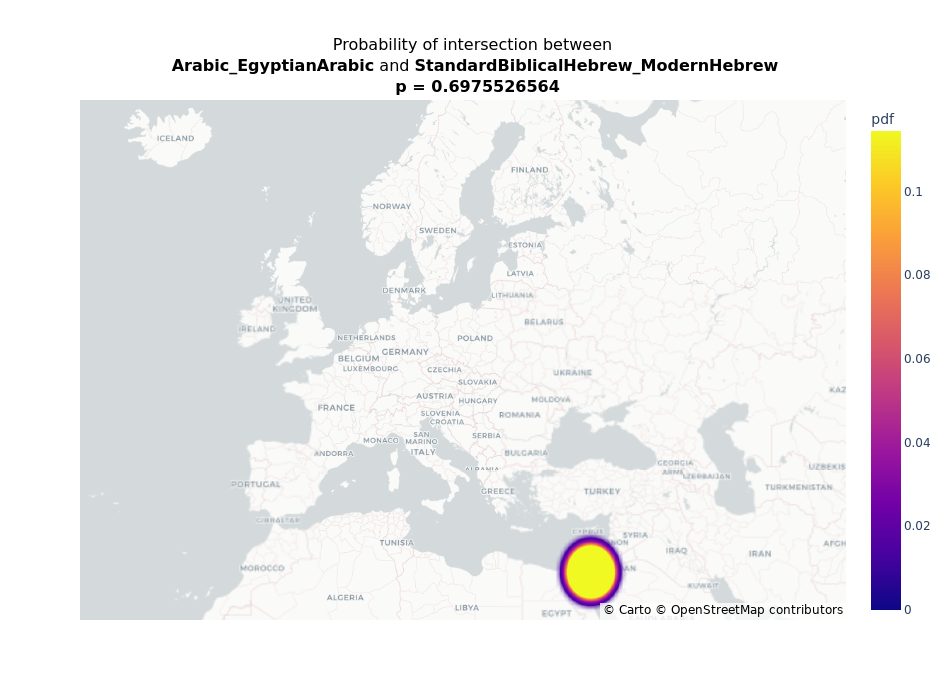 Probability of intersection between
Arabic_EgyptianArabic and StandardBiblicalHebrew_ModernHebrew
p = 0.6975526564
pdf
ICELAND
FINLAND
NORWAY
SWEDEN
ESTONIA
LATVIA
DENMARK
LITHUANIA
UNITED
KINGDOM
IRELAND
BELARUS
NETHERLANDS
POLAND
GERMANY
BELGIUM
LUXEMBOURG
CZECHIA
UKRAINE
SLOVAKIA
AUSTRIA
HUNGARY
MOLDOVA
FRANCE
SLOVENIA
CROATIA
ROMANIA
MONACO
SAN
MARINO
SERBIA
ITALY
ANDORRA
BULGARIA
GEORGIA
ALBANIA
PORTUGAL
GREECE
TURKEY
TURKMENISTAN
GIBRALTAR
CYPRUS
SYRIA
TUNISIA
IRAQ
IRAN
MOROCCO
KUWAIT
ALGERIA
LIBYA
EGYPT
© Carto © OpenStreetMap contributors
0.1
0.08
0.06
0.04
0.02
0